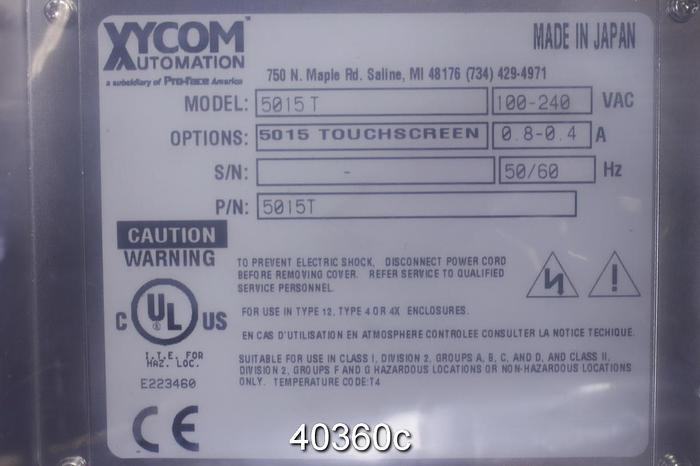 XYCOM
AUTOMATION
a subsidiary of Pro-face America
MADE IN JAPAN
750 N. Maple Rd. Saline, MI 48176 (734) 429-4971
MODEL: 5015 T 100-240 VAC
OPTIONS: 5015 TOUCHSCREEN 0.8-0.4 A
S/N: - 50/60 Hz
P/N: 5015T
CAUTION
WARNING
TO PREVENT ELECTRIC SHOCK, DISCONNECT POWER CORD
BEFORE REMOVING COVER. REFER SERVICE TO QUALIFIED
SERVICE PERSONNEL.
FOR USE IN TYPE 12, TYPE 4 OR 4X ENCLOSURES.
EN CAS D'UTILISATION EN ATMOSPHERE CONTROLEE CONSULTER LA NOTICE TECHNIQUE.
C UL US
I.T.E. FOR
HAZ. LOC.
E223460
SUITABLE FOR USE IN CLASS I, DIVISION 2, GROUPS A, B, C, AND D, AND CLASS II,
DIVISION 2, GROUPS F AND G HAZARDOUS LOCATIONS OR NON-HAZARDOUS LOCATIONS
ONLY. TEMPERATURE CODE:T4
CE
40360c